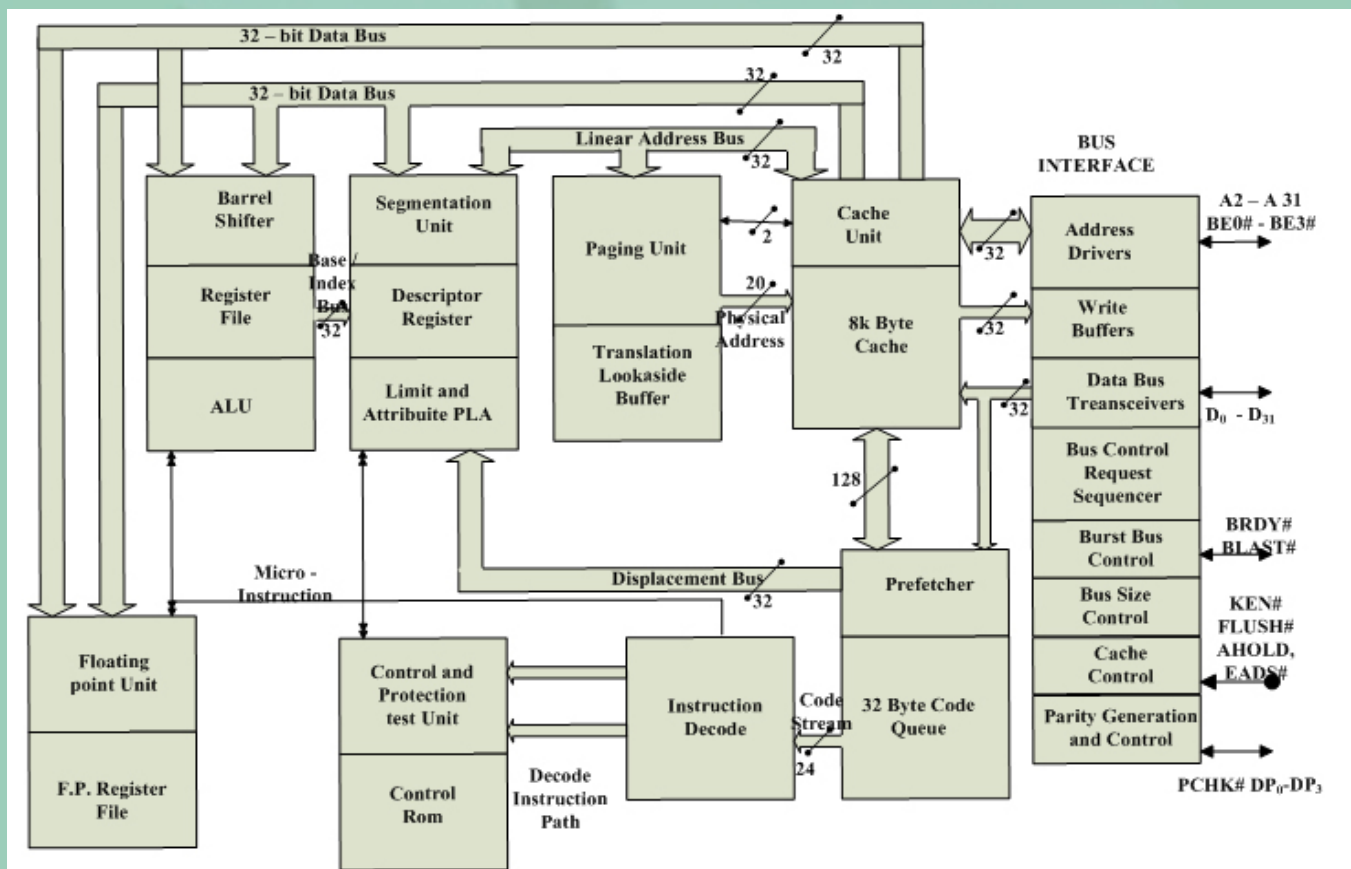 32 – bit Data Bus
32
32 – bit Data Bus
32
Linear Address Bus
32
BUS
INTERFACE
Barrel
Shifter
Register
File
ALU
Base /
Index
Bus
32
Segmentation
Unit
Descriptor
Register
Limit and
Attribuite PLA
Paging Unit
Translation
Lookaside
Buffer
2
20
Physical
Address
Cache
Unit
8k Byte
Cache
32
32
32
Address
Drivers
Write
Buffers
Data Bus
Treansceivers
Bus Control
Request
Sequencer
Burst Bus
Control
Bus Size
Control
Cache
Control
Parity Generation
and Control
A2 – A 31
BE0# - BE3#
D0 - D31
BRDY#
BLAST#
KEN#
FLUSH#
AHOLD,
EADS#
PCHK# DP0-DP3
128
Displacement Bus
32
Micro -
Instruction
Prefetcher
32 Byte Code
Queue
Code
Stream
24
Instruction
Decode
Decode
Instruction
Path
Control and
Protection
test Unit
Control
Rom
Floating
point Unit
F.P. Register
File